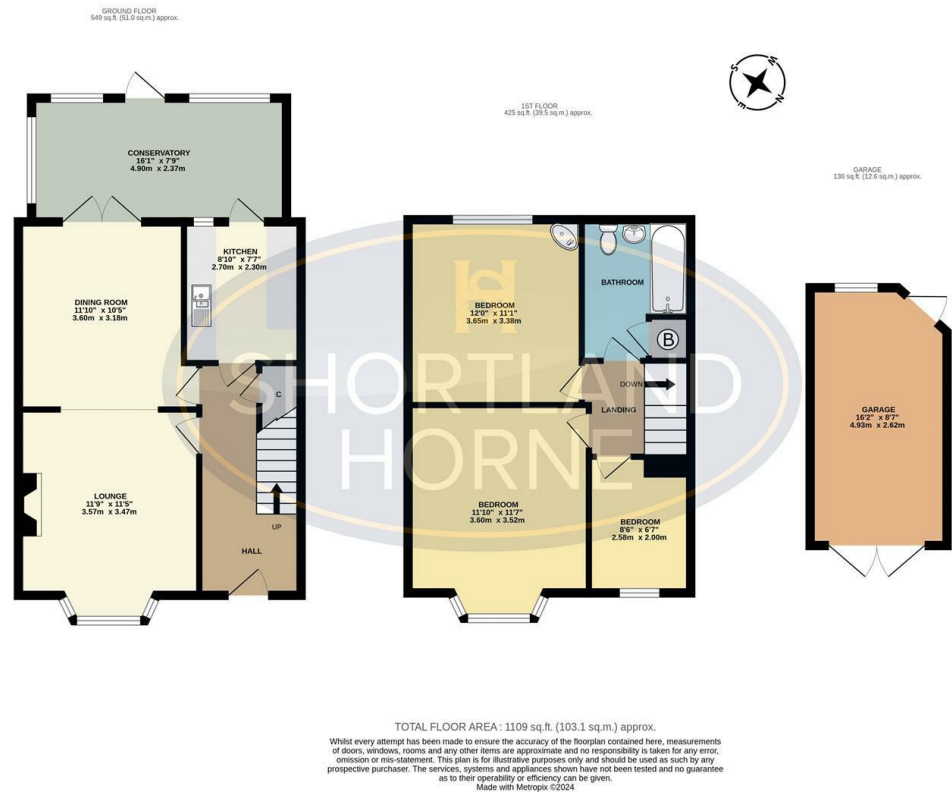 GROUND FLOOR
549 sq.ft. (51.0 sq.m.) approx.
CONSERVATORY
16'1" x 7'9"
4.90m x 2.37m
KITCHEN
8'10" x 7'7"
2.70m x 2.30m
DINING ROOM
11'10" x 10'5"
3.60m x 3.18m
C
LOUNGE
11'9" x 11'5"
3.57m x 3.47m
UP
HALL
1ST FLOOR
425 sq.ft. (39.5 sq.m.) approx.
BEDROOM
12'0" x 11'1"
3.65m x 3.38m
BATHROOM
B
DOWN
LANDING
BEDROOM
11'10" x 11'7"
3.60m x 3.52m
BEDROOM
8'6" x 6'7"
2.58m x 2.00m
S
W
N
E
GARAGE
136 sq.ft. (12.6 sq.m.) approx.
GARAGE
16'2" x 8'7"
4.93m x 2.62m
SHORTLAND
HORNE
TOTAL FLOOR AREA : 1109 sq.ft. (103.1 sq.m.) approx.
Whilst every attempt has been made to ensure the accuracy of the floorplan contained here, measurements
of doors, windows, rooms and any other items are approximate and no responsibility is taken for any error,
omission or mis-statement. This plan is for illustrative purposes only and should be used as such by any
prospective purchaser. The services, systems and appliances shown have not been tested and no guarantee
as to their operability or efficiency can be given.
Made with Metropix ©2024